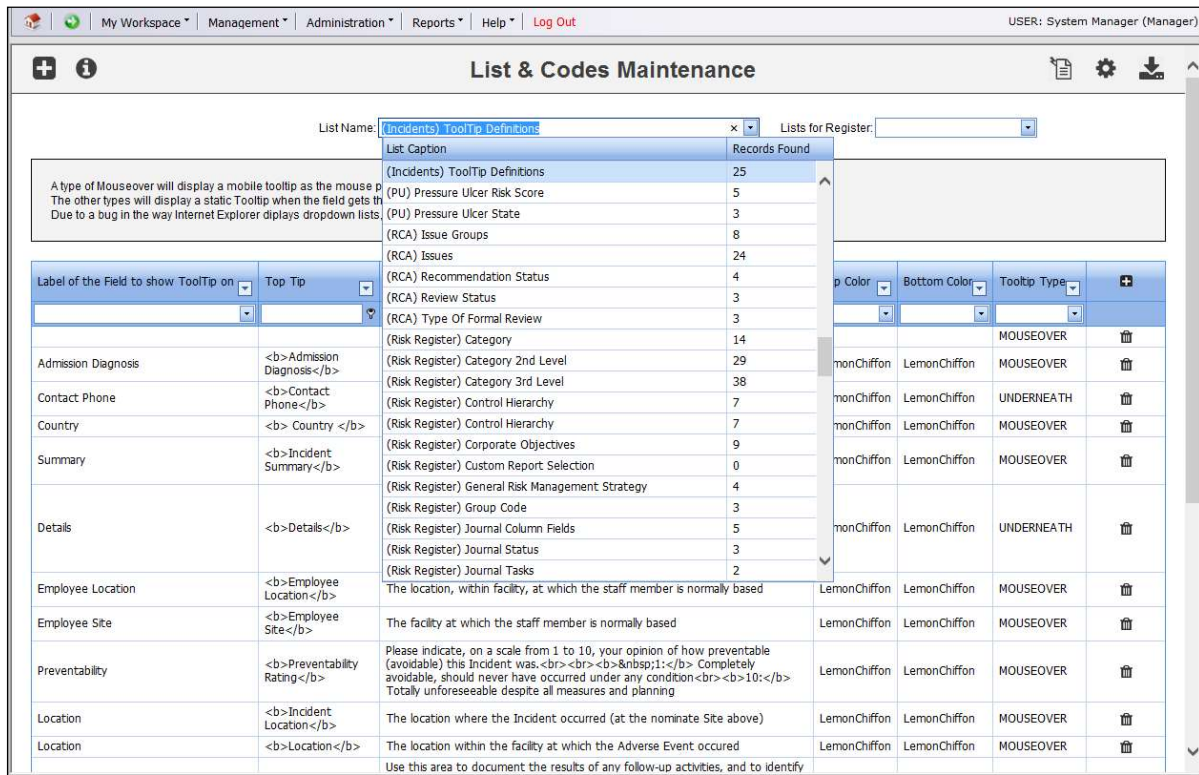 My Workspace Management Administration Reports Help Log Out USER: System Manager (Manager)
List & Codes Maintenance
List Name: (Incidents) ToolTip Definitions Lists for Register:
List Caption Records Found
(Incidents) ToolTip Definitions 25
(PU) Pressure Ulcer Risk Score 5
(PU) Pressure Ulcer State 3
(RCA) Issue Groups 8
(RCA) Issues 24
(RCA) Recommendation Status 4
(RCA) Review Status 3
(RCA) Type Of Formal Review 3
(Risk Register) Category 14
(Risk Register) Category 2nd Level 29
(Risk Register) Category 3rd Level 38
(Risk Register) Control Hierarchy 7
(Risk Register) Control Hierarchy 7
(Risk Register) Corporate Objectives 9
(Risk Register) Custom Report Selection 0
(Risk Register) General Risk Management Strategy 4
(Risk Register) Group Code 3
(Risk Register) Journal Column Fields 5
(Risk Register) Journal Status 3
(Risk Register) Journal Tasks 2
A type of Mouseover will display a mobile tooltip as the mouse
The other types will display a static Tooltip when the field gets
Due to a bug in the way Internet Explorer diplays dropdown lists,
Label of the Field to show ToolTip on Top Tip Color Bottom Color Tooltip Type
MOUSEOVER
Admission Diagnosis <b>Admission
Diagnosis</b> LemonChiffon MOUSEOVER
Contact Phone <b>Contact
Phone</b> LemonChiffon UNDERNEATH
Country <b> Country </b> LemonChiffon MOUSEOVER
Summary <b>Incident
Summary</b> LemonChiffon MOUSEOVER
Details <b>Details</b> LemonChiffon UNDERNEATH
Employee Location <b>Employee
Location</b> The location, within facility, at which the staff member is normally based LemonChiffon LemonChiffon MOUSEOVER
Employee Site <b>Employee
Site</b> The facility at which the staff member is normally based LemonChiffon LemonChiffon MOUSEOVER
Preventability <b>Preventability
Rating</b> LemonChiffon LemonChiffon MOUSEOVER
Please indicate, on a scale from 1 to 10, your opinion of how preventable
(avoidable) this Incident was.<br><br><b>&nbsp;1:</b> Completely
avoidable, should never have occurred under any condition<br><b>10:</b>
Totally unforeseeable despite all measures and planning
Location <b>Incident
Location</b> The location where the Incident occurred (at the nominate Site above) LemonChiffon LemonChiffon MOUSEOVER
Location <b>Location</b> The location within the facility at which the Adverse Event occured LemonChiffon LemonChiffon MOUSEOVER
Use this area to document the results of any follow-up activities, and to identify